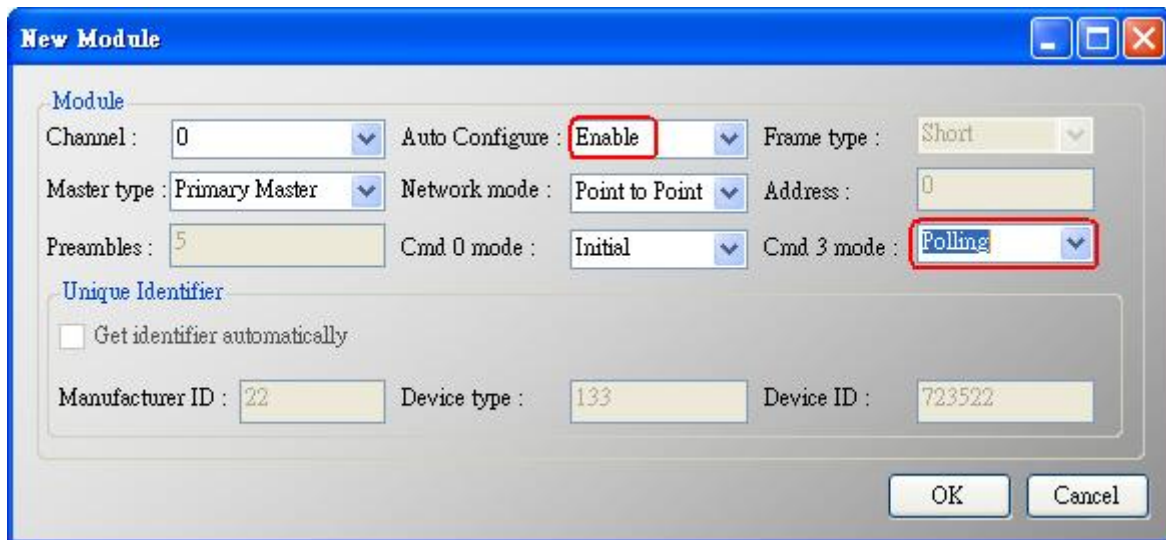 New Module
Module
Channel : 0 Auto Configure : Enable Frame type : Short
Master type : Primary Master Network mode : Point to Point Address : 0
Preambles : 5 Cmd 0 mode : Initial Cmd 3 mode : Polling
Unique Identifier
Get identifier automatically
Manufacturer ID : 22 Device type : 133 Device ID : 723522
OK Cancel